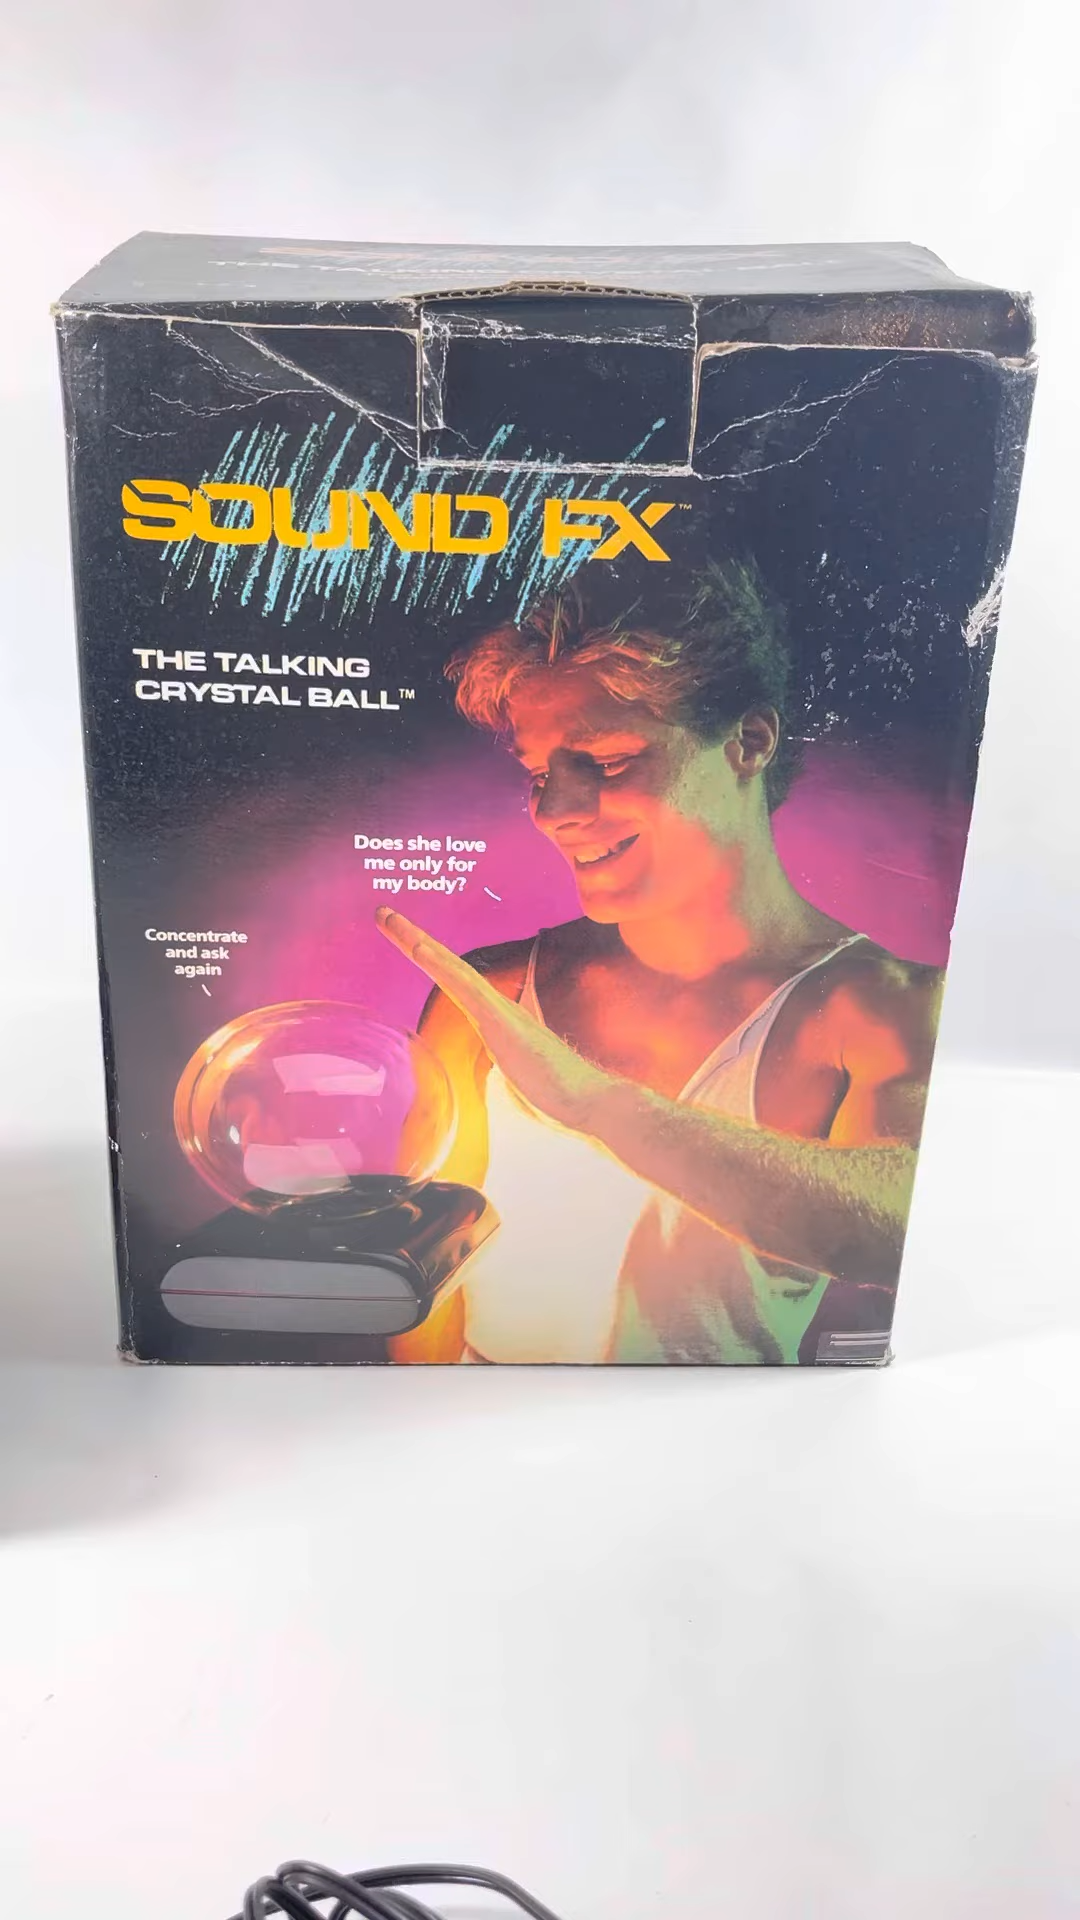 SOUND FX™
THE TALKING
CRYSTAL BALL™
Does she love
me only for
my body?
Concentrate
and ask
again